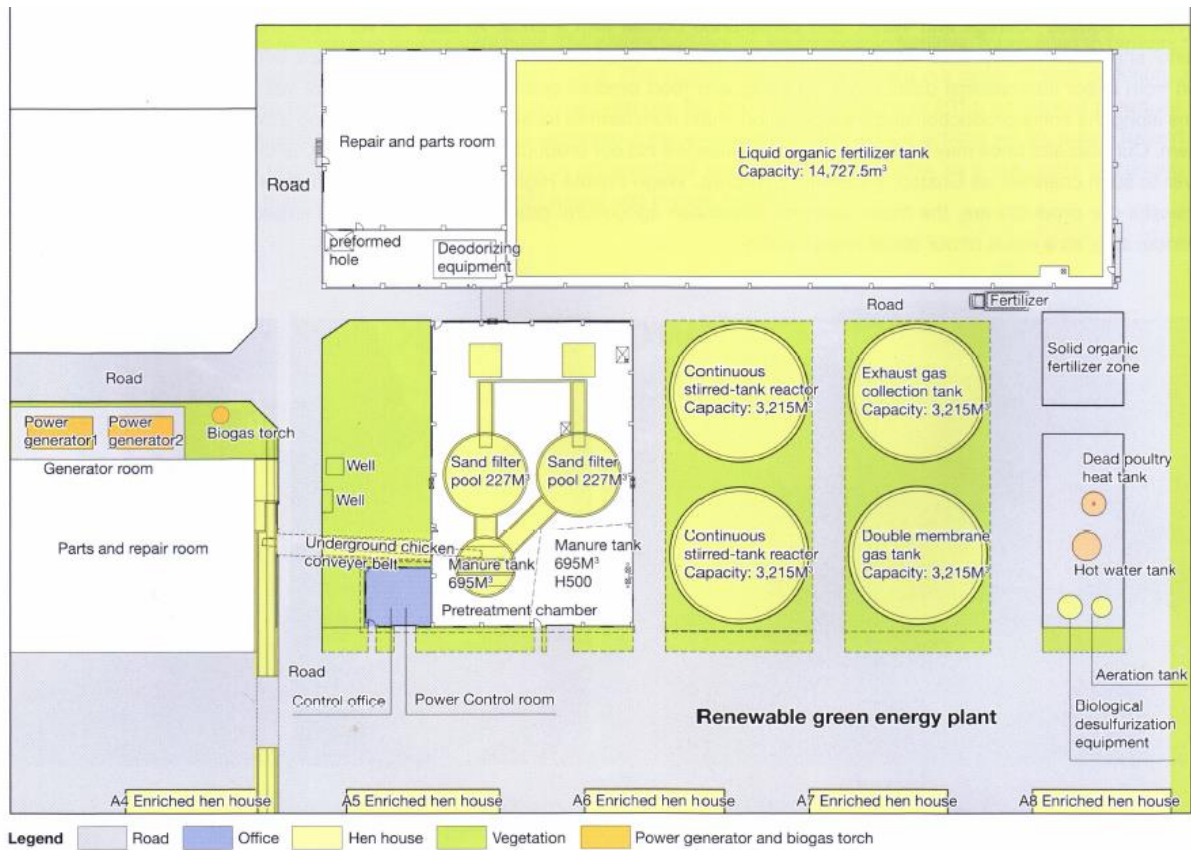 Repair and parts room
Liquid organic fertilizer tank
Capacity: 14,727.5m³
Road
preformed
hole
Deodorizing
equipment
Road
Fertilizer
Solid organic
fertilizer zone
Continuous
stirred-tank reactor
Capacity: 3,215M³
Exhaust gas
collection tank
Capacity: 3,215M³
Road
Power
generator1
Power
generator2
Biogas torch
Generator room
Well
Well
Sand filter
pool 227M³
Sand filter
pool 227M³
Dead poultry
heat tank
Parts and repair room
Underground chicken
conveyer belt
Manure tank
695M³
Manure tank
695M³
H500
Continuous
stirred-tank reactor
Capacity: 3,215M³
Double membrane
gas tank
Capacity: 3,215M³
Hot water tank
Pretreatment chamber
Road
Control office
Power Control room
Aeration tank
Renewable green energy plant
Biological
desulfurization
equipment
A4 Enriched hen house
A5 Enriched hen house
A6 Enriched hen house
A7 Enriched hen house
A8 Enriched hen house
Legend
Road
Office
Hen house
Vegetation
Power generator and biogas torch